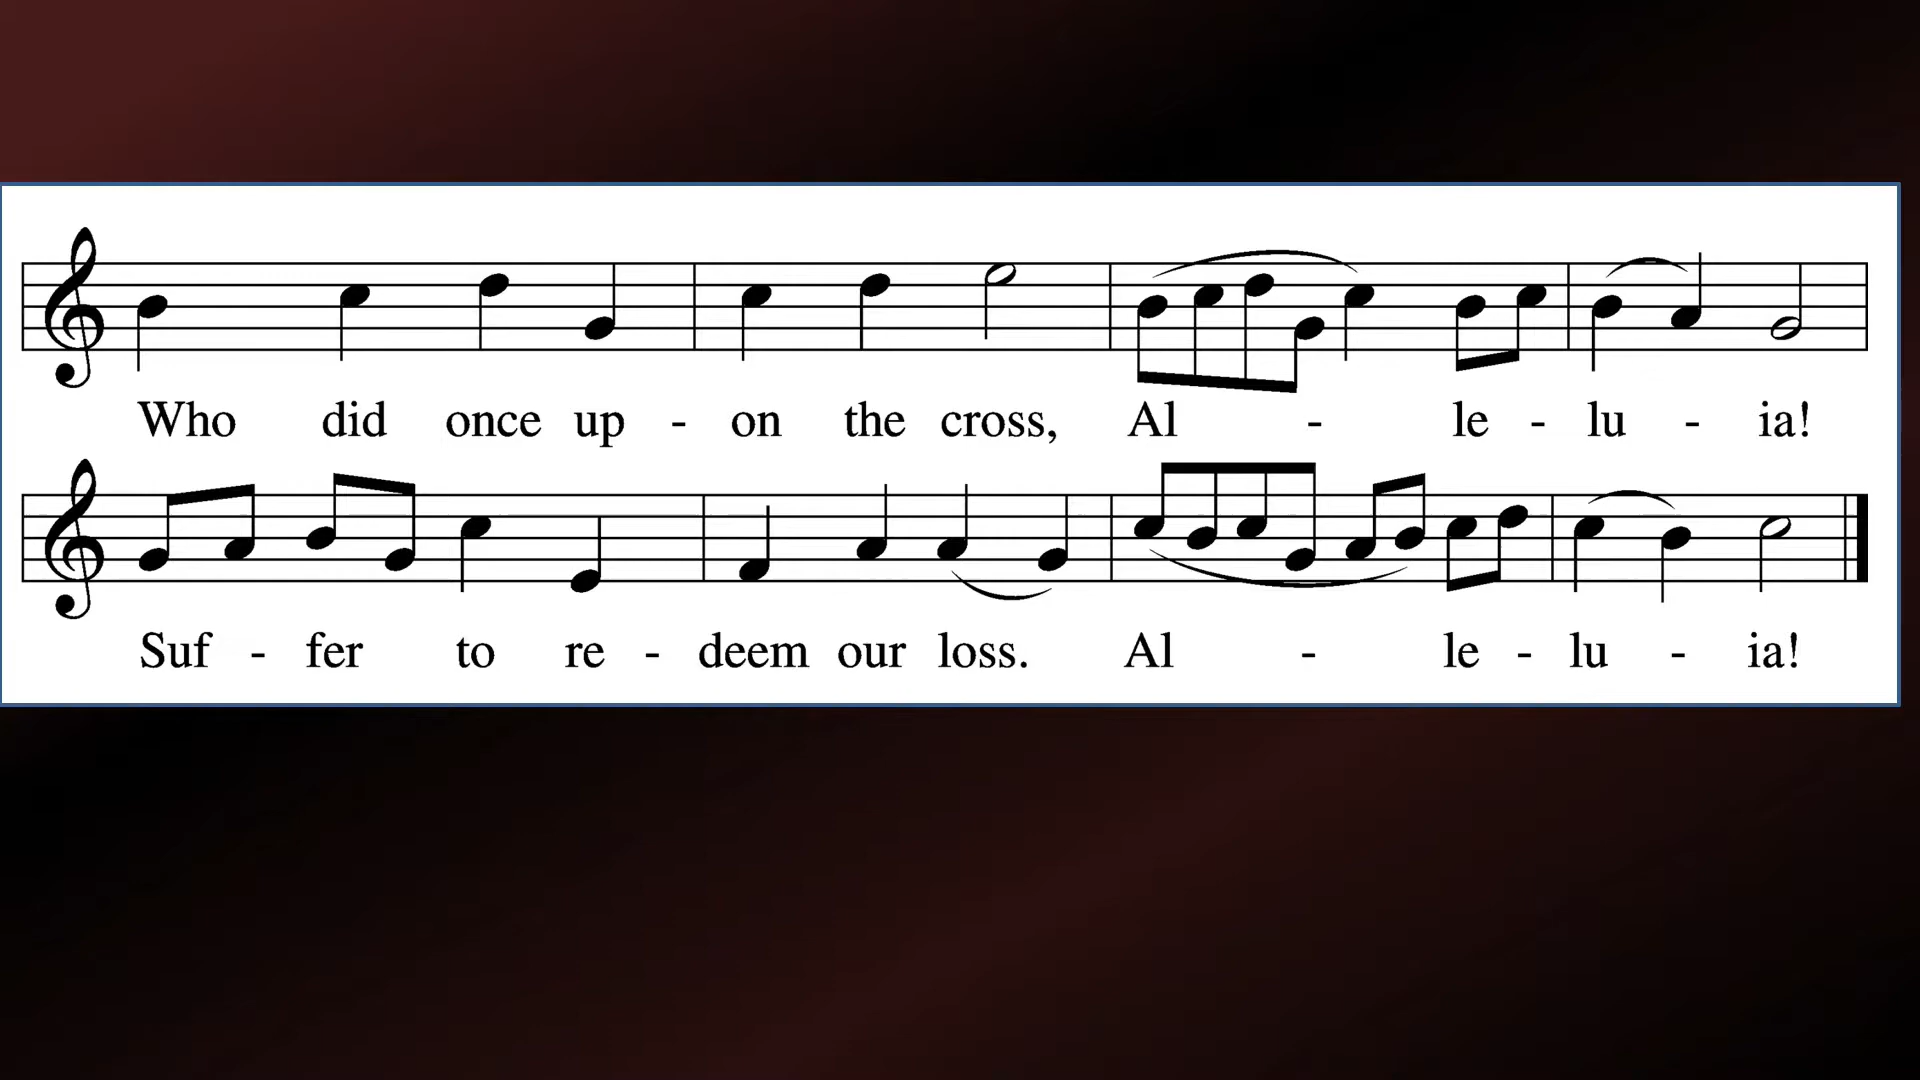 Who did once up - on the cross, Al - le - lu - ia!
Suf - fer to re - deem our loss. Al - le - lu - ia!